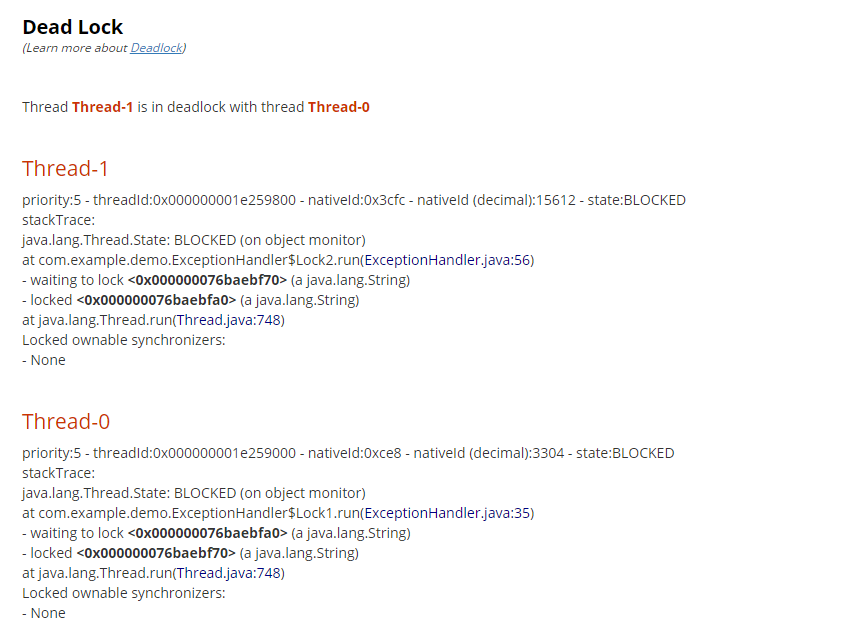 Dead Lock
(Learn more about Deadlock)
Thread Thread-1 is in deadlock with thread Thread-0
Thread-1
priority:5 - threadId:0x000000001e259800 - nativeId:0x3cfc - nativeId (decimal):15612 - state:BLOCKED
stackTrace:
java.lang.Thread.State: BLOCKED (on object monitor)
at com.example.demo.ExceptionHandler$Lock2.run(ExceptionHandler.java:56)
- waiting to lock <0x000000076baebf70> (a java.lang.String)
- locked <0x000000076baebfa0> (a java.lang.String)
at java.lang.Thread.run(Thread.java:748)
Locked ownable synchronizers:
- None
Thread-0
priority:5 - threadId:0x000000001e259000 - nativeId:0xce8 - nativeId (decimal):3304 - state:BLOCKED
stackTrace:
java.lang.Thread.State: BLOCKED (on object monitor)
at com.example.demo.ExceptionHandler$Lock1.run(ExceptionHandler.java:35)
- waiting to lock <0x000000076baebfa0> (a java.lang.String)
- locked <0x000000076baebf70> (a java.lang.String)
at java.lang.Thread.run(Thread.java:748)
Locked ownable synchronizers:
- None